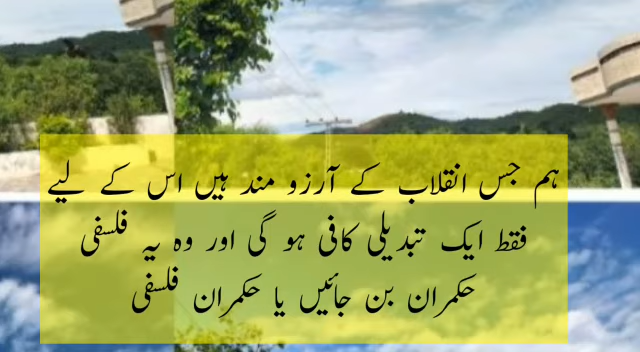 ہم جس انقلاب کے آرزو مند ہیں اس کے لیے
فقط ایک تبدیلی کافی ہو گی اور وہ یہ فلسفی
حکمران بن جائیں یا حکمران فلسفی